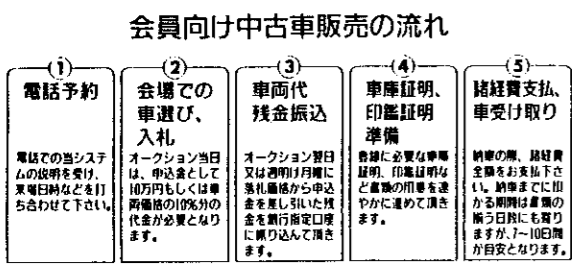 会員向け中古車販売の流れ
①
電話予約
電話での当システ
ムの説明を受け、
来場日時などを打
ち合わせて下さい。
②
会場での
車選び、
入札
オークション当日
は、申込金として
10万円もしくは車
両価格の10%分の
代金が必要となり
ます。
③
車両代
残金振込
オークション翌日
又は週明け月曜に
落札価格から申込
金を差し引いた残
金を銀行指定口座
に振り込んで頂き
ます。
④
車庫証明、
印鑑証明
準備
登録に必要な車庫
証明、印鑑証明な
ど書類の用意を速
やかに進めて頂き
ます。
⑤
諸経費支払、
車受け取り
納車の際、諸経費
全額をお支払下さ
い。納車までに掛
かる期間は書類の
揃う日数にも寄り
ますが、7〜10日間
が目安となります。